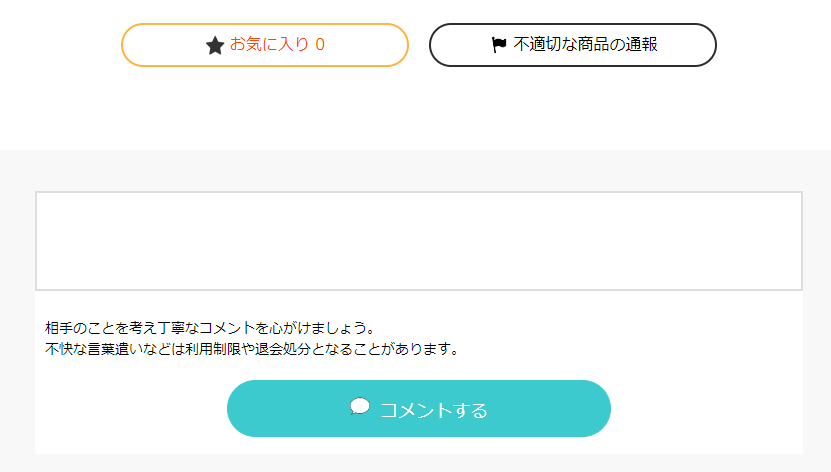 お気に入り 0
不適切な商品の通報
相手のことを考え丁寧なコメントを心がけましょう。
不快な言葉遣いなどは利用制限や退会処分となることがあります。
コメントする